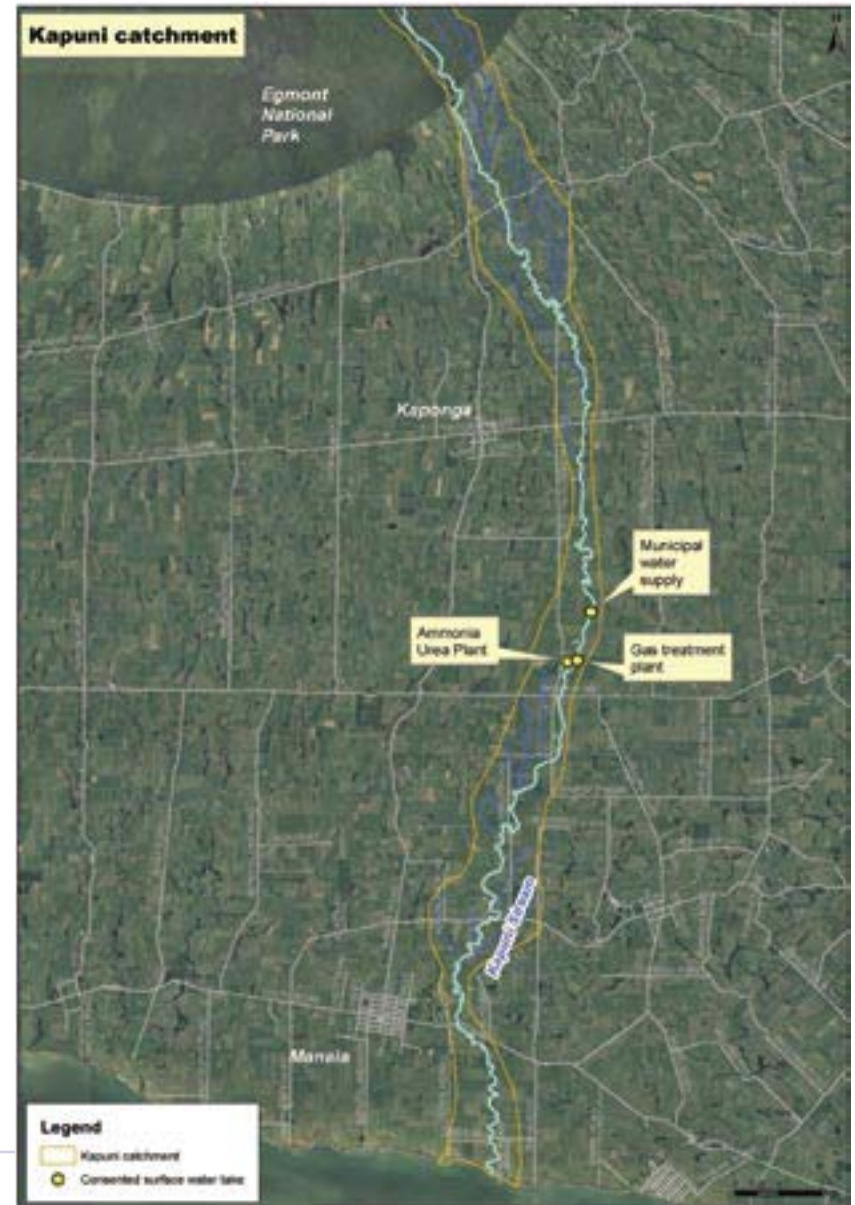 Kapuni catchment
Egmont
National
Park
Kaponga
Municipal
water
supply
Ammonia
Urea Plant
Gas treatment
plant
Kapuni Stream
Manaia
Legend
Kapuni catchment
Consented surface water take